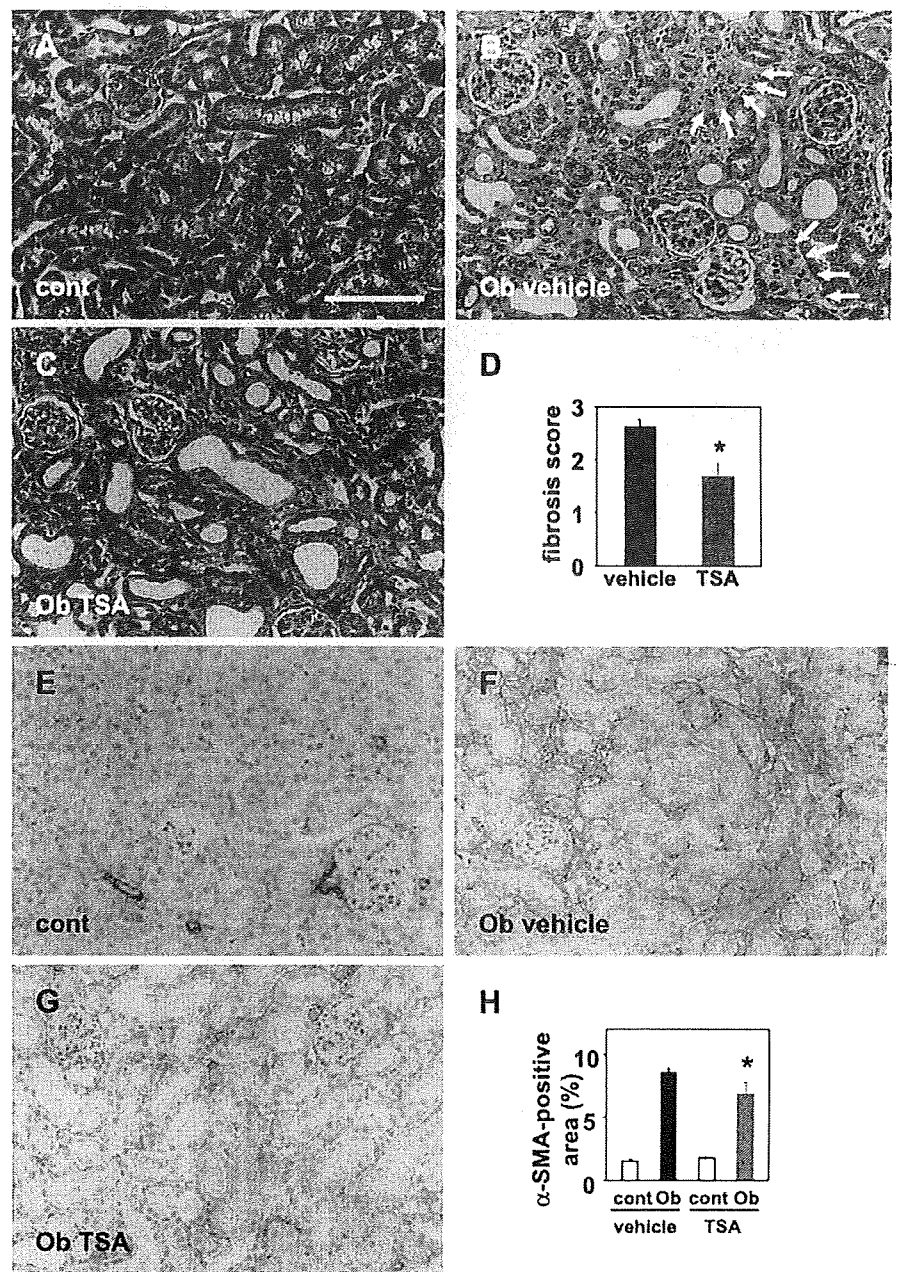 A
cont
B
Ob vehicle
C
Ob TSA
D
fibrosis score
3
2
1
0
*
vehicle TSA
E
cont
F
Ob vehicle
G
Ob TSA
H
α-SMA-positive
area (%)
10
5
0
*
cont Ob cont Ob
vehicle TSA